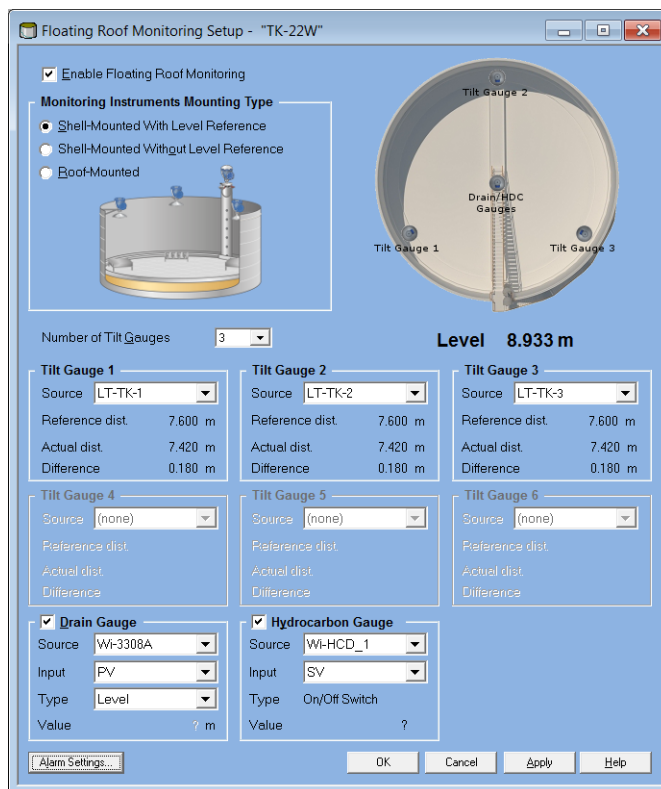 Floating Roof Monitoring Setup - "TK-22W"
Enable Floating Roof Monitoring
Monitoring Instruments Mounting Type
Shell-Mounted With Level Reference
Shell-Mounted Without Level Reference
Roof-Mounted
Tilt Gauge 2
Drain/HDC
Gauges
Tilt Gauge 1
Tilt Gauge 3
Number of Tilt Gauges 3
Level 8.933 m
Tilt Gauge 1
Source LT-TK-1
Reference dist. 7.600 m
Actual dist. 7.420 m
Difference 0.180 m
Tilt Gauge 2
Source LT-TK-2
Reference dist. 7.600 m
Actual dist. 7.420 m
Difference 0.180 m
Tilt Gauge 3
Source LT-TK-3
Reference dist. 7.600 m
Actual dist. 7.420 m
Difference 0.180 m
Tilt Gauge 4
Source (none)
Reference dist.
Actual dist.
Difference
Tilt Gauge 5
Source (none)
Reference dist.
Actual dist.
Difference
Tilt Gauge 6
Source (none)
Reference dist.
Actual dist.
Difference
Drain Gauge
Source Wi-3308A
Input PV
Type Level
Value ? m
Hydrocarbon Gauge
Source Wi-HCD_1
Input SV
Type On/Off Switch
Value ?
Alarm Settings...
OK
Cancel
Apply
Help